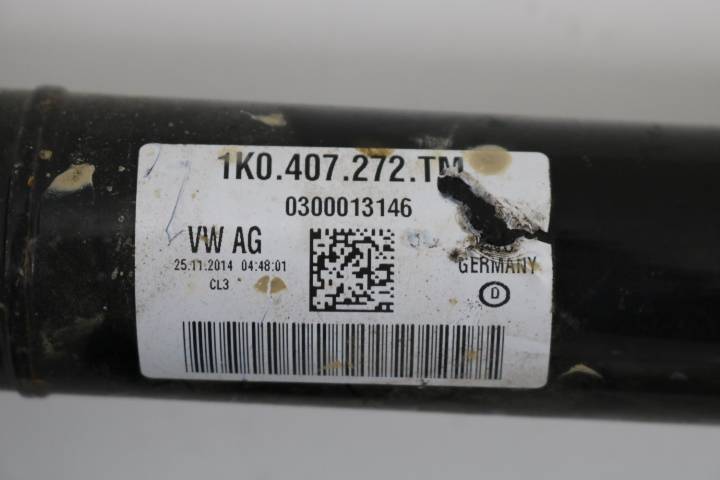 1K0.407.272.TM
0300013146
VW AG
25.11.2014 04:48:01
CL3
GERMANY
D